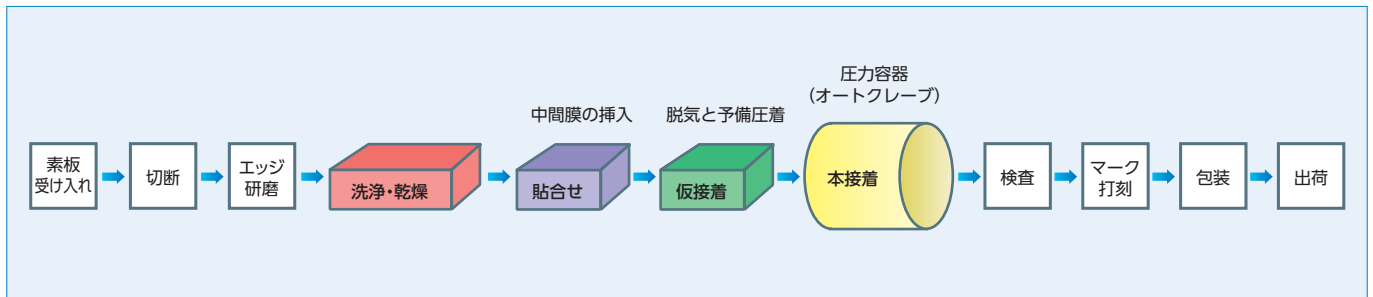 圧力容器
(オートクレーブ)
中間膜の挿入
脱気と予備圧着
素板
受け入れ
切断
エッジ
研磨
洗浄・乾燥
貼合せ
仮接着
本接着
検査
マーク
打刻
包装
出荷